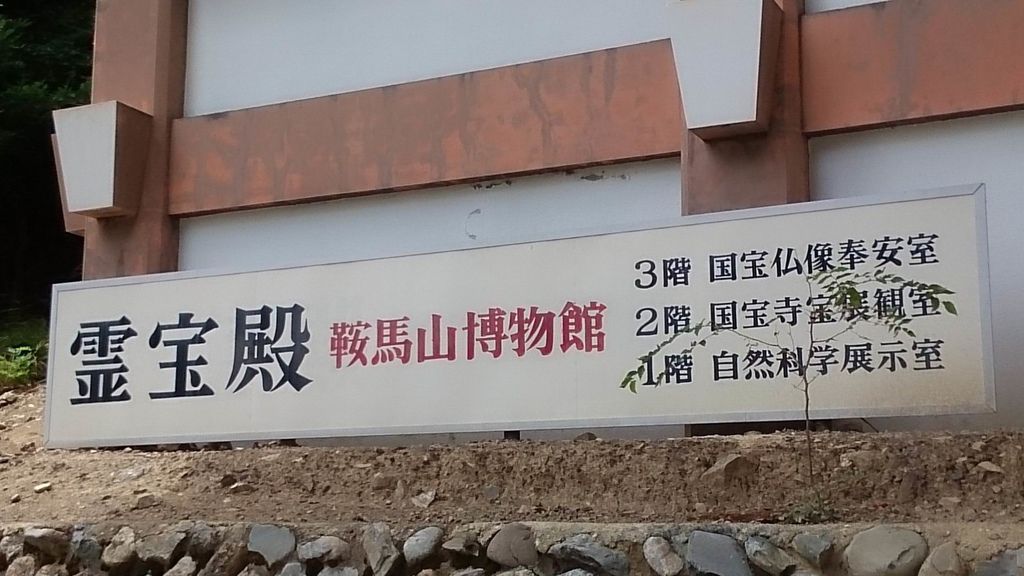 霊宝殿
鞍馬山博物館
3階 国宝仏像奉安室
2階 国宝寺宝展観室
1階 自然科学展示室